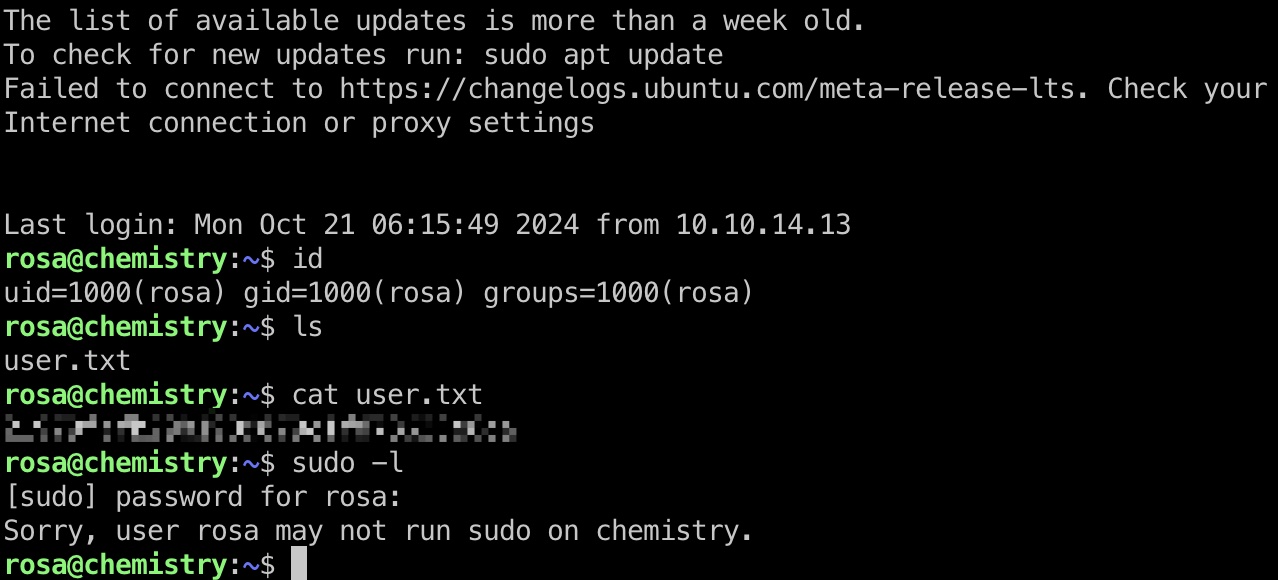 The list of available updates is more than a week old.
To check for new updates run: sudo apt update
Failed to connect to https://changelogs.ubuntu.com/meta-release-lts. Check your
Internet connection or proxy settings
Last login: Mon Oct 21 06:15:49 2024 from 10.10.14.13
rosa@chemistry:~$ id
uid=1000(rosa) gid=1000(rosa) groups=1000(rosa)
rosa@chemistry:~$ ls
user.txt
rosa@chemistry:~$ cat user.txt
rosa@chemistry:~$ sudo -l
[sudo] password for rosa:
Sorry, user rosa may not run sudo on chemistry.
rosa@chemistry:~$